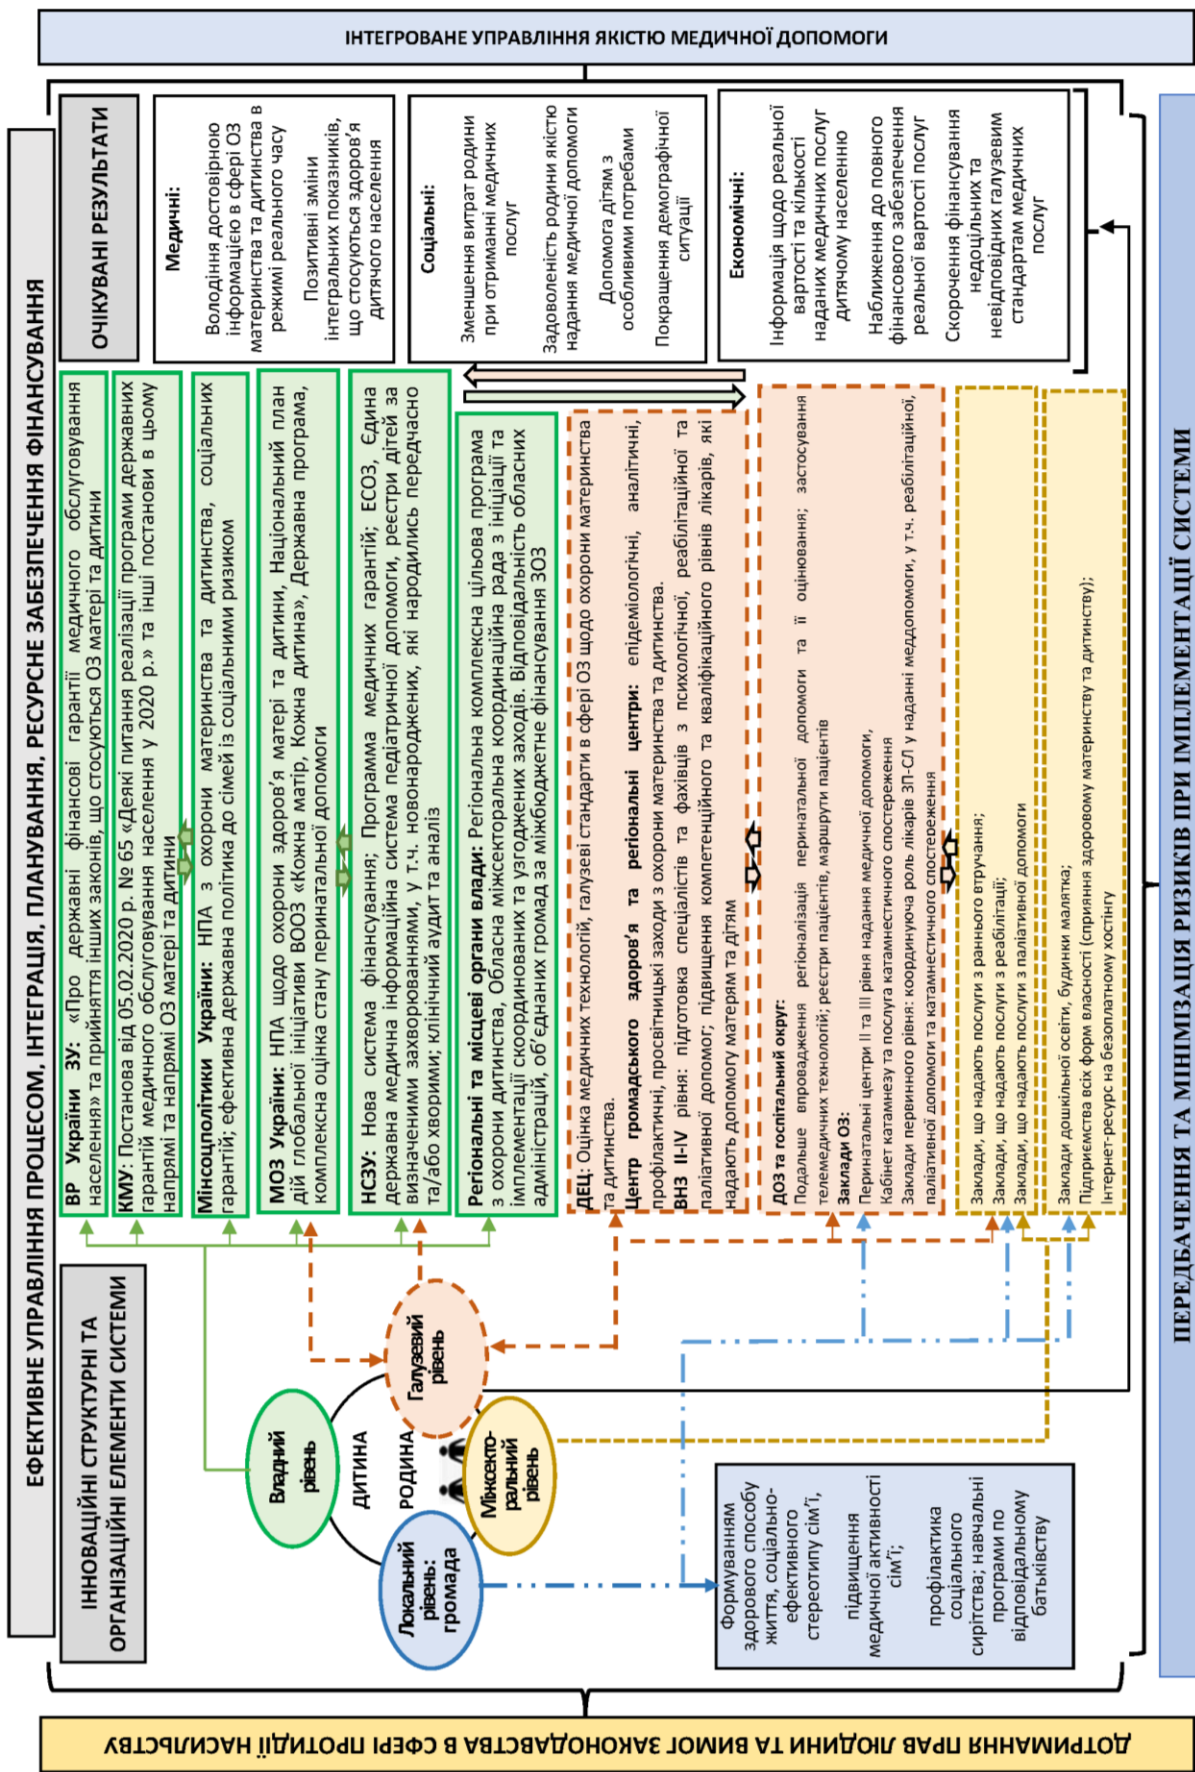 ЕФЕКТИВНЕ УПРАВЛІННЯ ПРОЦЕСОМ, ІНТЕГРАЦІЯ, ПЛАНУВАННЯ, РЕСУРСНЕ ЗАБЕЗПЕЧЕННЯ ФІНАНСУВАННЯ
ДОТРИМАННЯ ПРАВ ЛЮДИНИ ТА ВИМОГ ЗАКОНОДАВСТВА В СФЕРІ ПРОТИДІЇ НАСИЛЬСТВУ
ІННОВАЦІЙНІ СТРУКТУРНІ ТА
ОРГАНІЗАЦІЙНІ ЕЛЕМЕНТИ СИСТЕМИ
Владний
рівень
ДИТИНА
РОДИНА
Галузевий
рівень
Локальний
рівень:
громада
Міжсекто-
ральний
рівень
Формуванням
здорового способу
життя, соціально-
ефективного
стереотипу сім’ї,
підвищення
медичної активності
сім’ї;
профілактика
соціального
сирітства; навчальні
програми по
відповідальному
батьківству
ВР України ЗУ: «Про державні фінансові гарантії медичного обслуговування
населення» та прийняття інших законів, що стосуються ОЗ матері та дитини
КМУ: Постанова від 05.02.2020 р. № 65 «Деякі питання реалізації програми державних
гарантій медичного обслуговування населення у 2020 р.» та інші постанови в цьому
напрямі та напрямі ОЗ матері та дитини
Мінсоцполітики України: НПА з охорони материнства та дитинства, соціальних
гарантій; ефективна державна політика до сімей із соціальними ризиком
МОЗ України: НПА щодо охорони здоров’я матері та дитини, Національний план
дій глобальної ініціативи ВООЗ «Кожна матір, Кожна дитина», Державна програма,
комплексна оцінка стану перинатальної допомоги
НСЗУ: Нова система фінансування; Програма медичних гарантій; ЕСОЗ, Єдина
державна медична інформаційна система педіатричної допомоги, реєстри дітей за
визначеними захворюваннями, у т.ч. новонароджених, які народились передчасно
та/або хворими; клінічний аудит та аналіз
Регіональні та місцеві органи влади: Регіональна комплексна цільова програма
з охорони дитинства, Обласна міжсекторальна координаційна рада з ініціації та
імплементації скоординованих та узгоджених заходів. Відповідальність обласних
адміністрацій, об’єднаних громад за міжбюджетне фінансування ЗОЗ
ДЕЦ: Оцінка медичних технологій, галузеві стандарти в сфері ОЗ щодо охорони материнства
та дитинства.
Центр громадського здоров’я та регіональні центри: епідеміологічні, аналітичні,
профілактичні, просвітницькі заходи з охорони материнства та дитинства.
ВНЗ ІІ-ІV рівня: підготовка спеціалістів та фахівців з психологічної, реабілітаційної та
паліативної допомог; підвищення компетенційного та кваліфікаційного рівнів лікарів, які
надають допомогу матерям та дітям
ДОЗ та госпітальний округ:
Подальше впровадження регіоналізація перинатальної допомоги та її оцінювання; застосування
телемедичних технологій; реєстри пацієнтів, маршрути пацієнтів
Заклади ОЗ:
Перинатальні центри ІІ та ІІІ рівня надання медичної допомоги,
Кабінет катамнезу та послуга катамнестичного спостереження
Заклади первинного рівня: координуюча роль лікарів ЗП-СЛ у наданні меддопомоги, у т.ч. реабілітаційної,
паліативної допомоги та катамнестичного спостереження
Заклади, що надають послуги з раннього втручання;
Заклади, що надають послуги з реабілітації;
Заклади, що надають послуги з паліативної допомоги
Заклади дошкільної освіти, будинки малятка;
Підприємства всіх форм власності (сприяння здоровому материнству та дитинству);
Інтернет-ресурс на безоплатному хостінгу
ОЧІКУВАНІ РЕЗУЛЬТАТИ
Медичні:
Володіння достовірною
інформацією в сфері ОЗ
материнства та дитинства в
режимі реального часу
Позитивні зміни
інтегральних показників,
що стосуються здоров’я
дитячого населення
Соціальні:
Зменшення витрат родини
при отриманні медичних
послуг
Задоволеність родини якістю
надання медичної допомоги
Допомога дітям з
особливими потребами
Покращення демографічної
ситуації
Економічні:
Інформація щодо реальної
вартості та кількості
наданих медичних послуг
дитячому населенню
Наближення до повного
фінансового забезпечення
реальної вартості послуг
Скорочення фінансування
недоцільних та
невідповідних галузевим
стандартам медичних
послуг
ІНТЕГРОВАНЕ УПРАВЛІННЯ ЯКІСТЮ МЕДИЧНОЇ ДОПОМОГИ
ПЕРЕДБАЧЕННЯ ТА МІНІМІЗАЦІЯ РИЗИКІВ ПРИ ІМПЛЕМЕНТАЦІЇ СИСТЕМИ